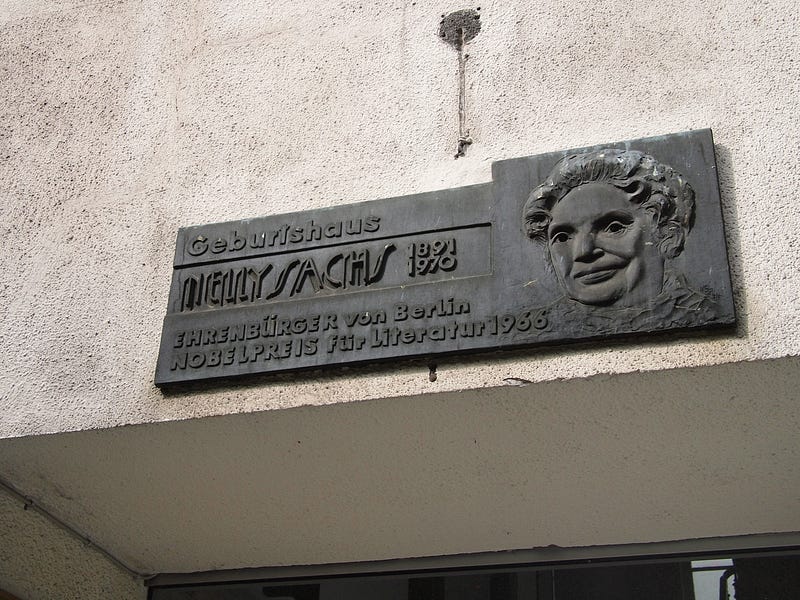 Geburtshaus
NELLY SACHS 1891
1970
EHRENBÜRGER von Berlin
NOBELPREIS für Literatur 1966